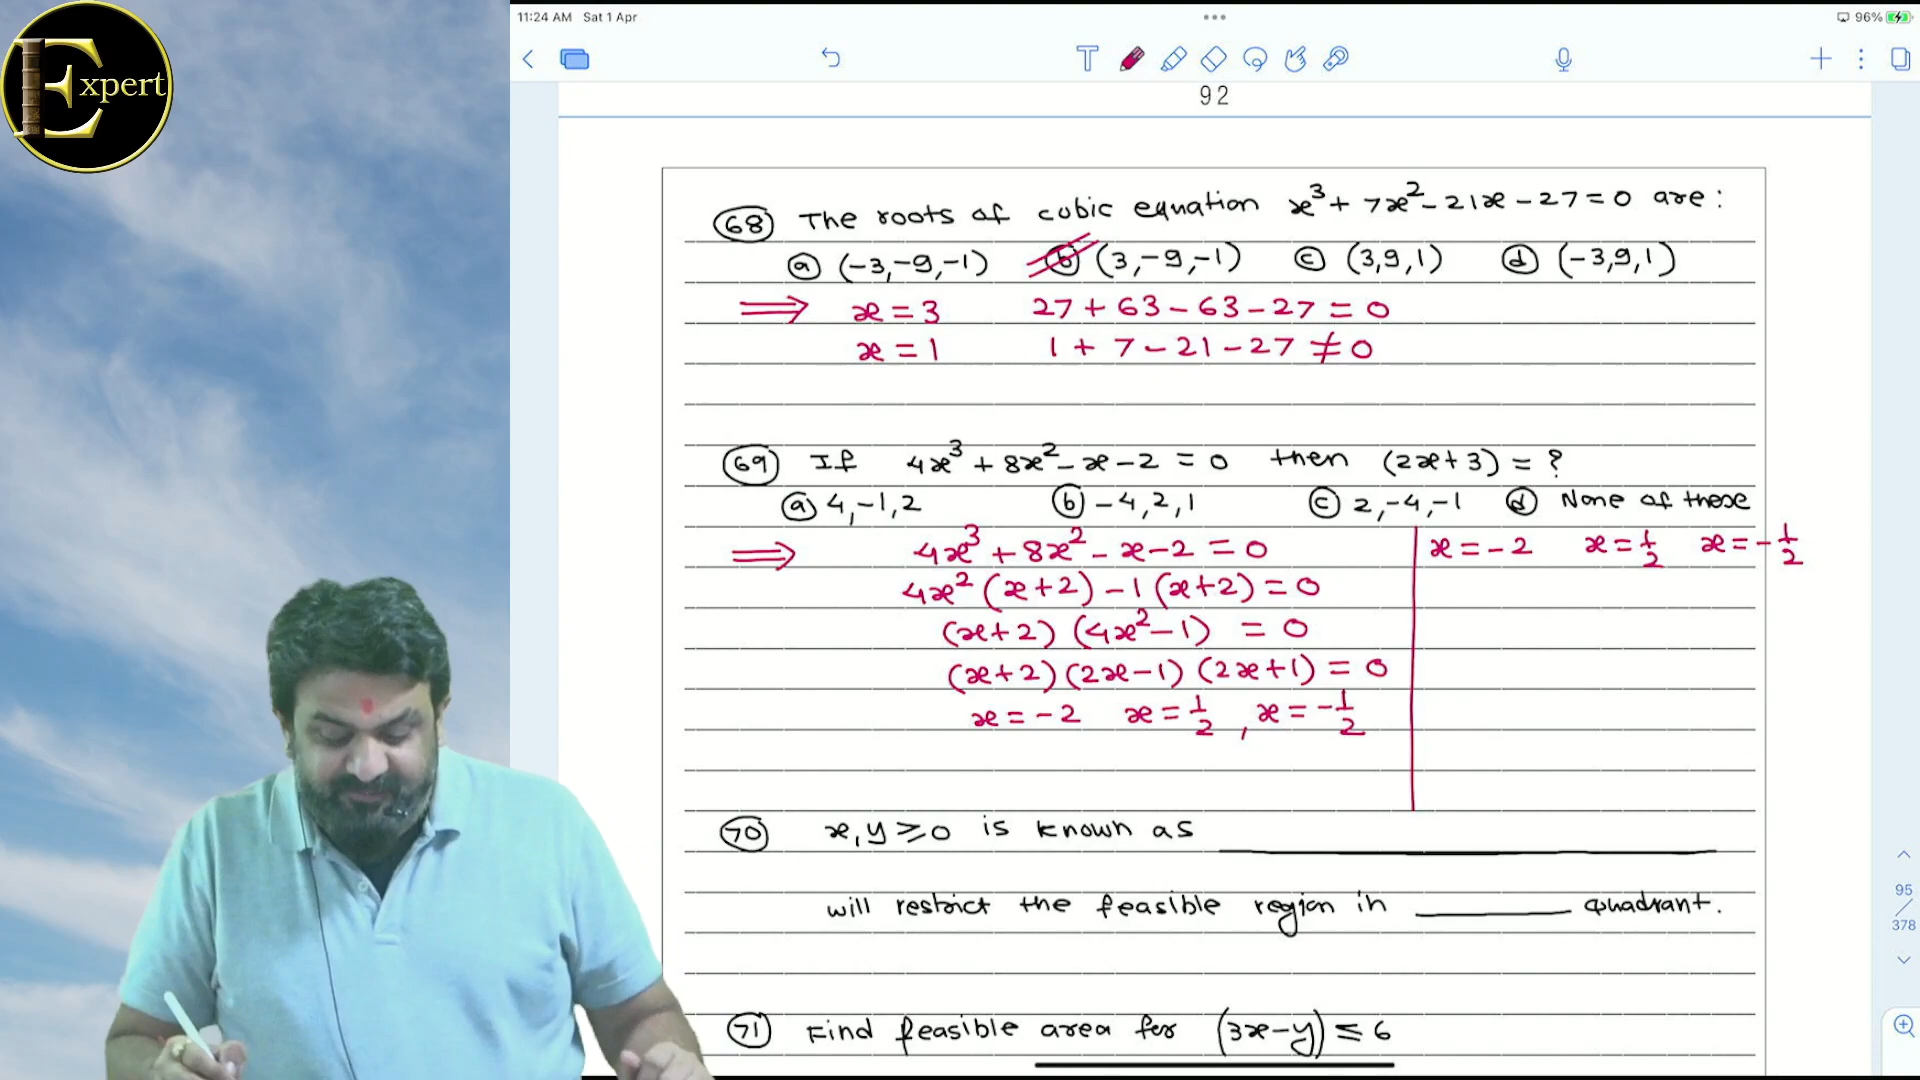 Expert
11:24 AM Sat 1 Apr
96%
92
68 The roots of cubic equation x³ + 7x² - 21x - 27 = 0 are :
a (-3, -9, -1) b (3, -9, -1) c (3, 9, 1) d (-3, 9, 1)
⇒ x = 3 27 + 63 - 63 - 27 = 0
x = 1 1 + 7 - 21 - 27 ≠ 0
69 If 4x³ + 8x² - x - 2 = 0 then (2x+3) = ?
a 4, -1, 2 b -4, 2, 1 c 2, -4, -1 d None of these
⇒ 4x³ + 8x² - x - 2 = 0 x = -2 x = 1/2 x = -1/2
4x² (x+2) - 1 (x+2) = 0
(x+2) (4x² - 1) = 0
(x+2) (2x-1) (2x+1) = 0
x = -2 x = 1/2 , x = -1/2
70 x, y ≥ 0 is known as ____
will restrict the feasible region in ____ quadrant.
71 Find feasible area for (3x-y) ≤ 6
95
378